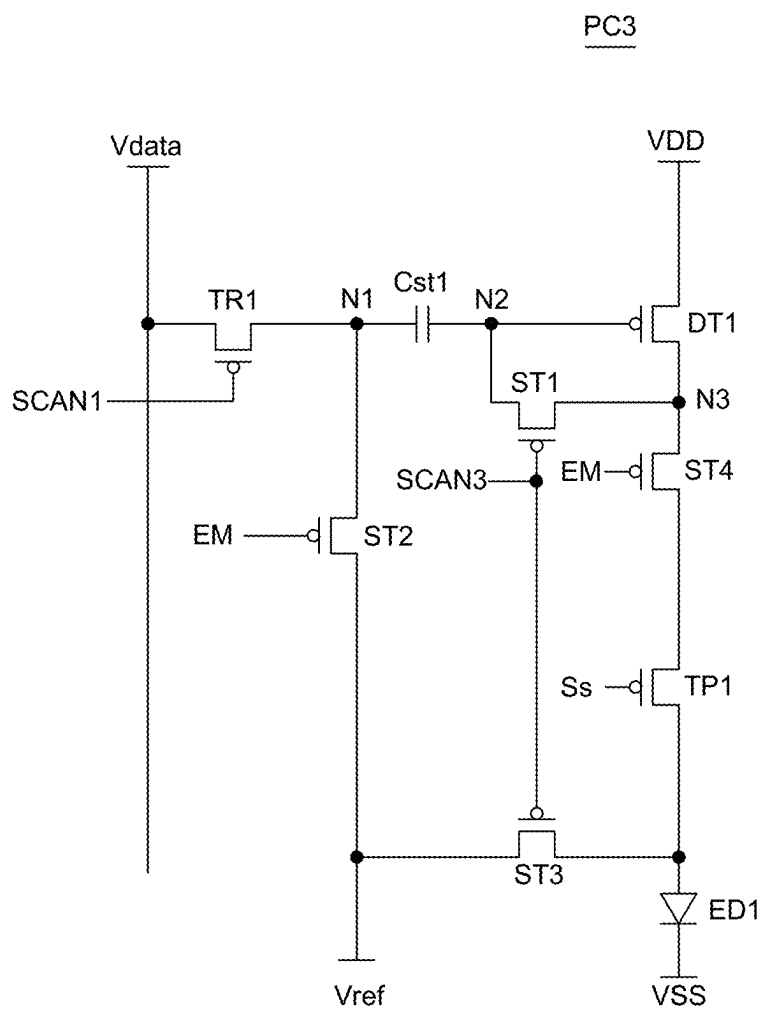 PC3
Vdata
VDD
TR1
N1
Cst1
N2
DT1
ST1
N3
SCAN1
SCAN3
EM
ST4
EM
ST2
Ss
TP1
ST3
ED1
Vref
VSS